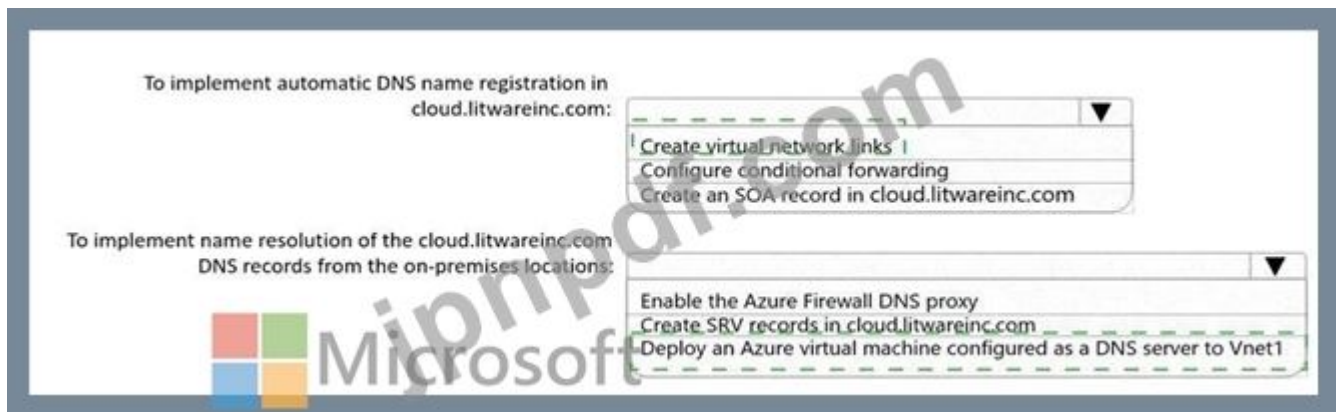 To implement automatic DNS name registration in
cloud.litwareinc.com:
Create virtual network links
Configure conditional forwarding
Create an SOA record in cloud.litwareinc.com
To implement name resolution of the cloud.litwareinc.com
DNS records from the on-premises locations:
Enable the Azure Firewall DNS proxy
Create SRV records in cloud.litwareinc.com
Deploy an Azure virtual machine configured as a DNS server to Vnet1
Microsoft
jpnpdf.com